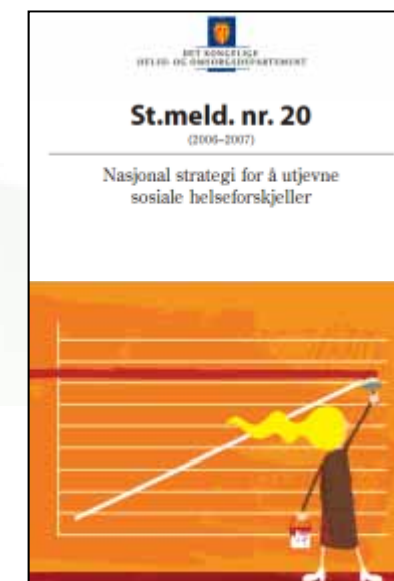 DET KONGELIGE
HELSE- OG OMSORGSDEPARTEMENT
St.meld. nr. 20
(2006–2007)
Nasjonal strategi for å utjevne
sosiale helseforskjeller